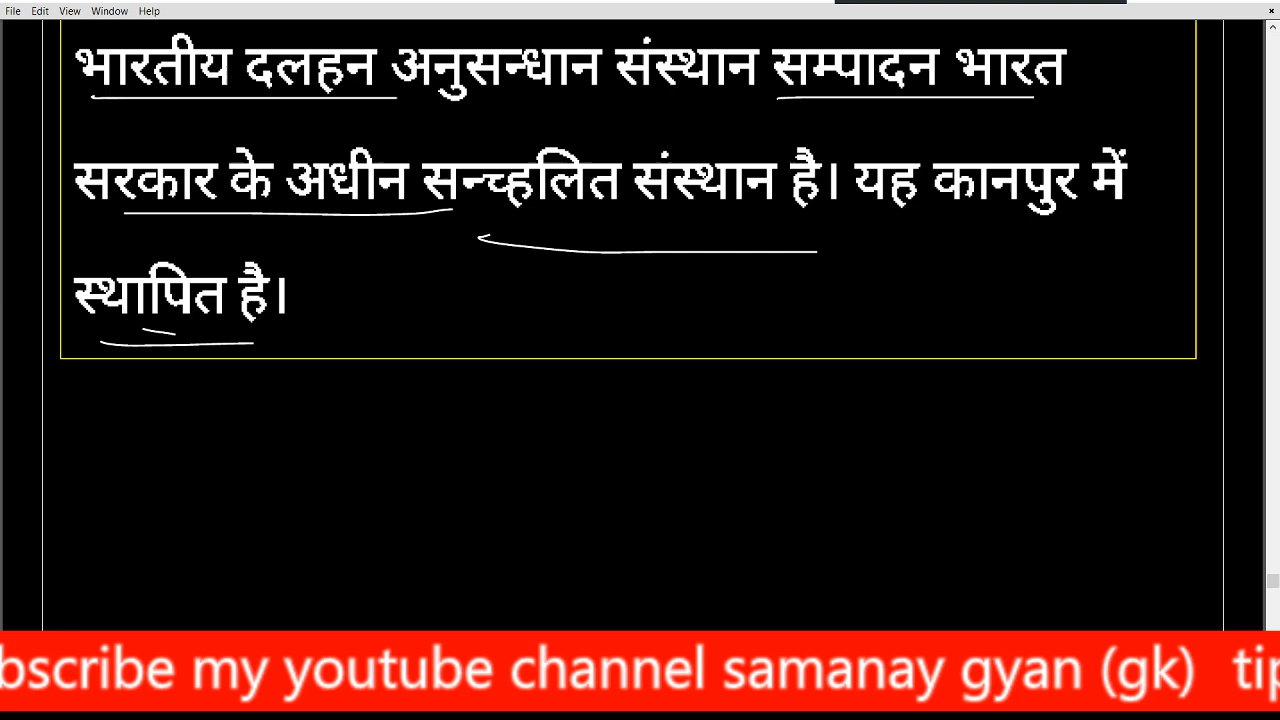 File Edit View Window Help
भारतीय दलहन अनुसन्धान संस्थान सम्पादन भारत
सरकार के अधीन सन्च्हलित संस्थान है। यह कानपुर में
स्थापित है।
bscribe my youtube channel samanay gyan (gk) tip